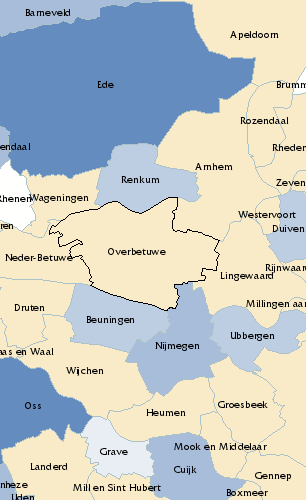 Barneveld
Apeldoorn
Ede
Brumm
Rozendaal
endaal
Rheden
Arnhem
Renkum
Zeven
Rhenen
Wageningen
Westervoort
ren
Duiven
Overbetuwe
Neder-Betuwe
Rijnwaard
Lingewaard
Millingen aan
Druten
Beuningen
Ubbergen
Nijmegen
as en Waal
Wijchen
Oss
Groesbeek
Heumen
Mook en Middelaar
Grave
Landerd
Cuijk
Gennep
nheze
Mill en Sint Hubert
Boxmeer
Uden